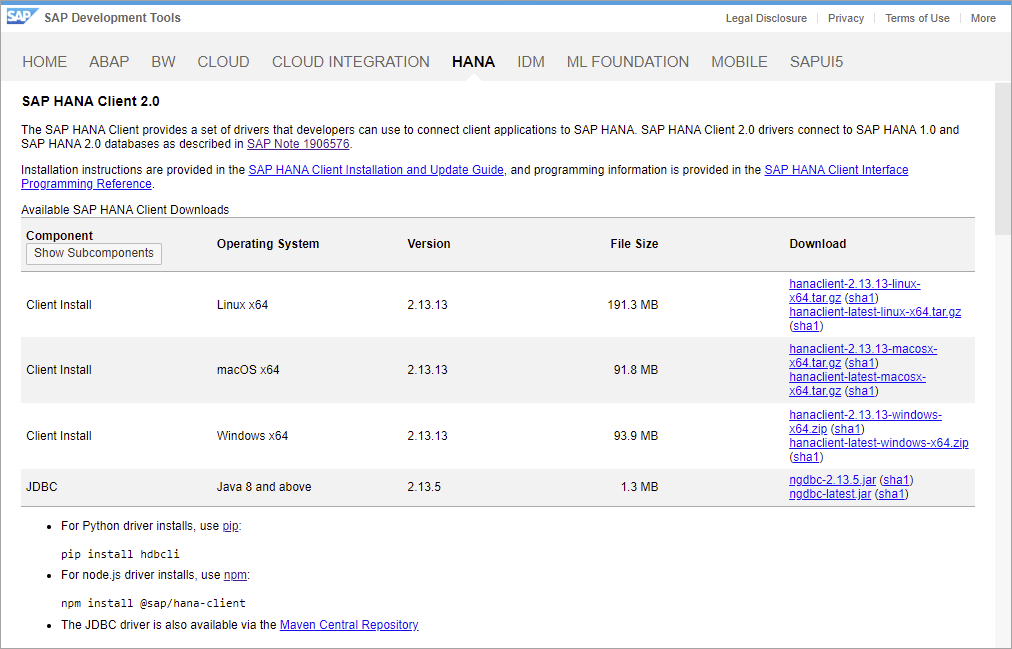 SAP SAP Development Tools
Legal Disclosure Privacy Terms of Use More
HOME ABAP BW CLOUD CLOUD INTEGRATION HANA IDM ML FOUNDATION MOBILE SAPUI5
SAP HANA Client 2.0
The SAP HANA Client provides a set of drivers that developers can use to connect client applications to SAP HANA. SAP HANA Client 2.0 drivers connect to SAP HANA 1.0 and
SAP HANA 2.0 databases as described in SAP Note 1906576.
Installation instructions are provided in the SAP HANA Client Installation and Update Guide, and programming information is provided in the SAP HANA Client Interface
Programming Reference.
Available SAP HANA Client Downloads
Component
Show Subcomponents
Operating System Version File Size Download
Client Install Linux x64 2.13.13 191.3 MB
hanaclient-2.13.13-linux-
x64.tar.gz (sha1)
hanaclient-latest-linux-x64.tar.gz
(sha1)
Client Install macOS x64 2.13.13 91.8 MB
hanaclient-2.13.13-macosx-
x64.tar.gz (sha1)
hanaclient-latest-macosx-
x64.tar.gz (sha1)
Client Install Windows x64 2.13.13 93.9 MB
hanaclient-2.13.13-windows-
x64.zip (sha1)
hanaclient-latest-windows-x64.zip
(sha1)
JDBC Java 8 and above 2.13.5 1.3 MB
ngdbc-2.13.5.jar (sha1)
ngdbc-latest.jar (sha1)
• For Python driver installs, use pip:
pip install hdbcli
• For node.js driver installs, use npm:
npm install @sap/hana-client
• The JDBC driver is also available via the Maven Central Repository